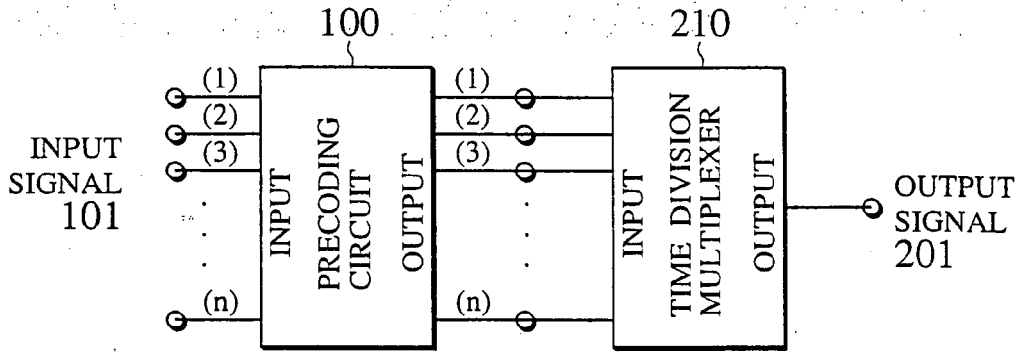 100
210
(1)
(2)
(3)
(n)
INPUT
SIGNAL
101
INPUT
PRECODING
CIRCUIT
OUTPUT
(1)
(2)
(3)
(n)
INPUT
TIME DIVISION
MULTIPLEXER
OUTPUT
OUTPUT
SIGNAL
201